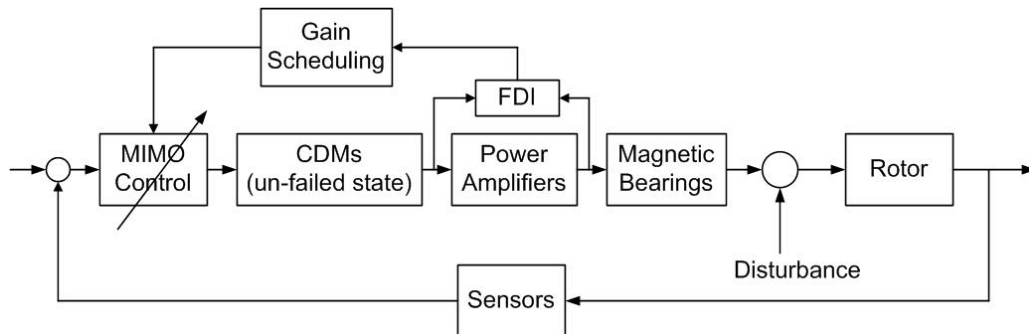 Gain
Scheduling
FDI
MIMO
Control
CDMs
(un-failed state)
Power
Amplifiers
Magnetic
Bearings
Rotor
Disturbance
Sensors